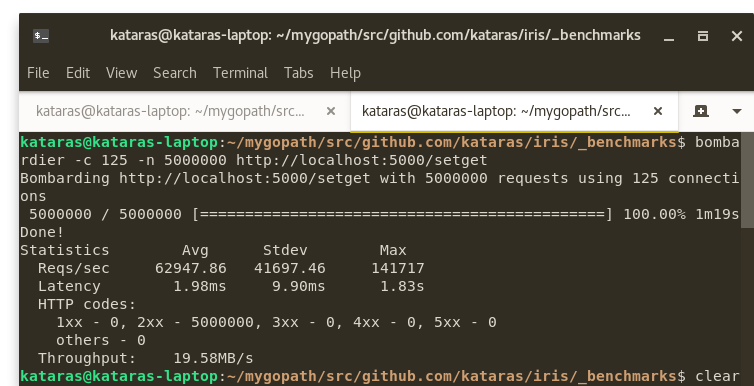 kataras@kataras-laptop: ~/mygopath/src/github.com/kataras/iris/_benchmarks
File Edit View Search Terminal Tabs Help
kataras@kataras-laptop: ~/mygopath/src... kataras@kataras-laptop: ~/mygopath/src...
kataras@kataras-laptop:~/mygopath/src/github.com/kataras/iris/_benchmarks$ bomba
rdier -c 125 -n 5000000 http://localhost:5000/setget
Bombarding http://localhost:5000/setget with 5000000 requests using 125 connecti
ons
 5000000 / 5000000 [=============================================] 100.00% 1m19s
Done!
Statistics        Avg      Stdev        Max
  Reqs/sec     62947.86   41697.46     141717
  Latency        1.98ms     9.90ms      1.83s
  HTTP codes:
    1xx - 0, 2xx - 5000000, 3xx - 0, 4xx - 0, 5xx - 0
    others - 0
  Throughput:    19.58MB/s
kataras@kataras-laptop:~/mygopath/src/github.com/kataras/iris/_benchmarks$ clear